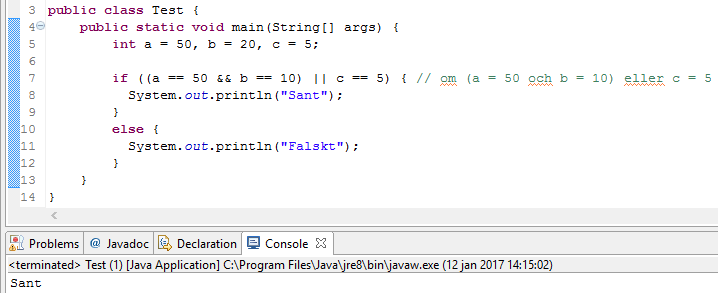 3 public class Test {
4 public static void main(String[] args) {
5 int a = 50, b = 20, c = 5;
6
7 if ((a == 50 && b == 10) || c == 5) { // om (a = 50 och b = 10) eller c = 5
8 System.out.println("Sant");
9 }
10 else {
11 System.out.println("Falskt");
12 }
13 }
14 }
Problems @ Javadoc Declaration Console
<terminated> Test (1) [Java Application] C:\Program Files\Java\jre8\bin\javaw.exe (12 jan 2017 14:15:02)
Sant